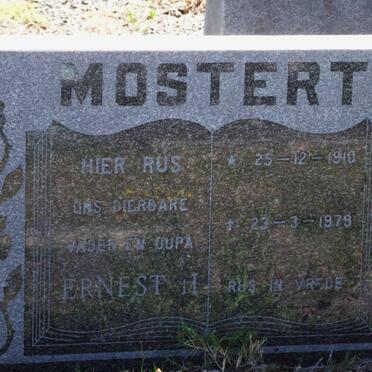 MOSTERT
HIER RUS
ONS DIERBARE
VADER EN OUPA
ERNEST H.
* 25-12-1910
† 23-3-1979
RUS IN VREDE